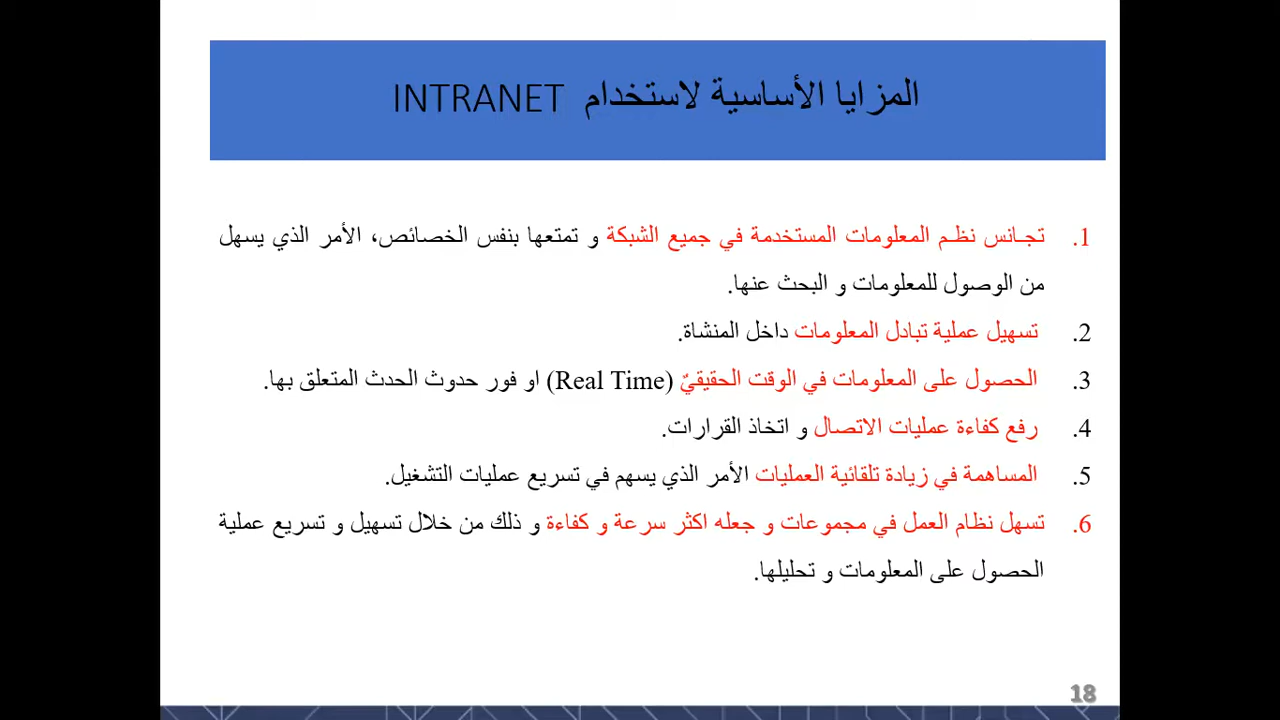 المزايا الأساسية لاستخدام INTRANET
1. تجانس نظم المعلومات المستخدمة في جميع الشبكة و تمتعها بنفس الخصائص، الأمر الذي يسهل
من الوصول للمعلومات و البحث عنها.
2. تسهيل عملية تبادل المعلومات داخل المنشاة.
3. الحصول على المعلومات في الوقت الحقيقيٌ (Real Time) او فور حدوث الحدث المتعلق بها.
4. رفع كفاءة عمليات الاتصال و اتخاذ القرارات.
5. المساهمة في زيادة تلقائية العمليات الأمر الذي يسهم في تسريع عمليات التشغيل.
6. تسهل نظام العمل في مجموعات و جعله اكثر سرعة و كفاءة و ذلك من خلال تسهيل و تسريع عملية
الحصول على المعلومات و تحليلها.
18